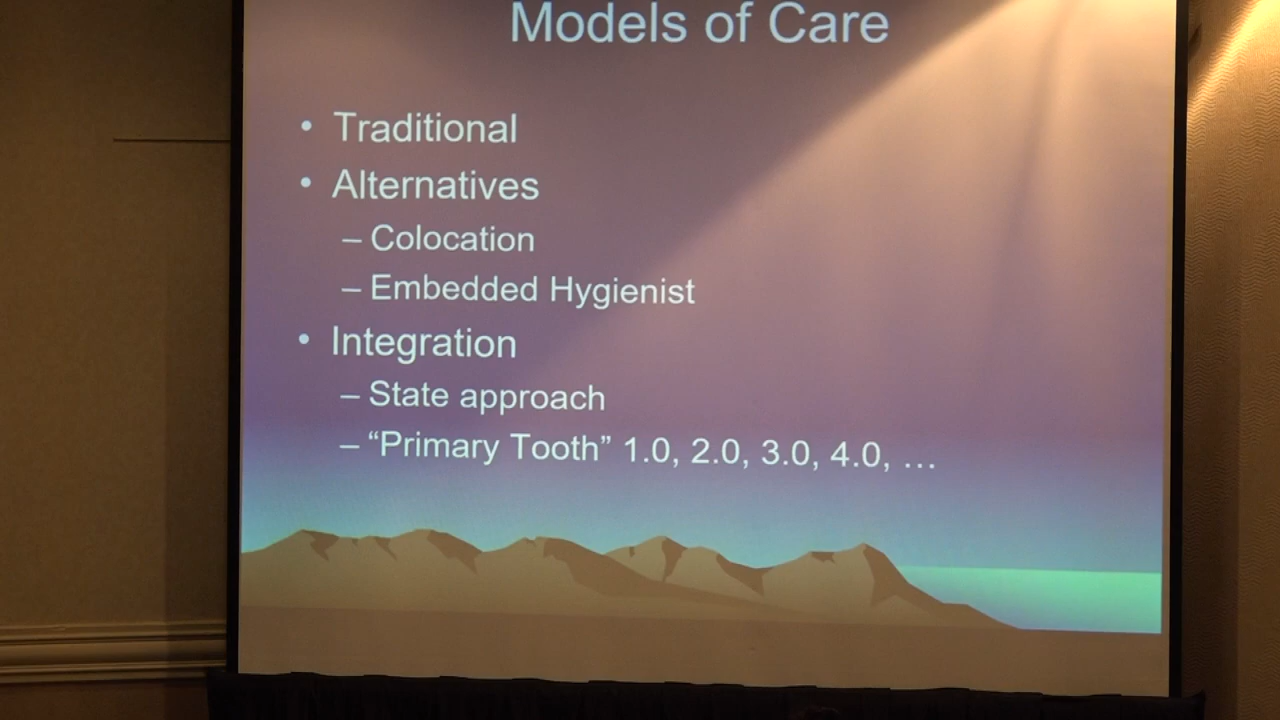 Models of Care
• Traditional
• Alternatives
– Colocation
– Embedded Hygienist
• Integration
– State approach
– “Primary Tooth” 1.0, 2.0, 3.0, 4.0, …